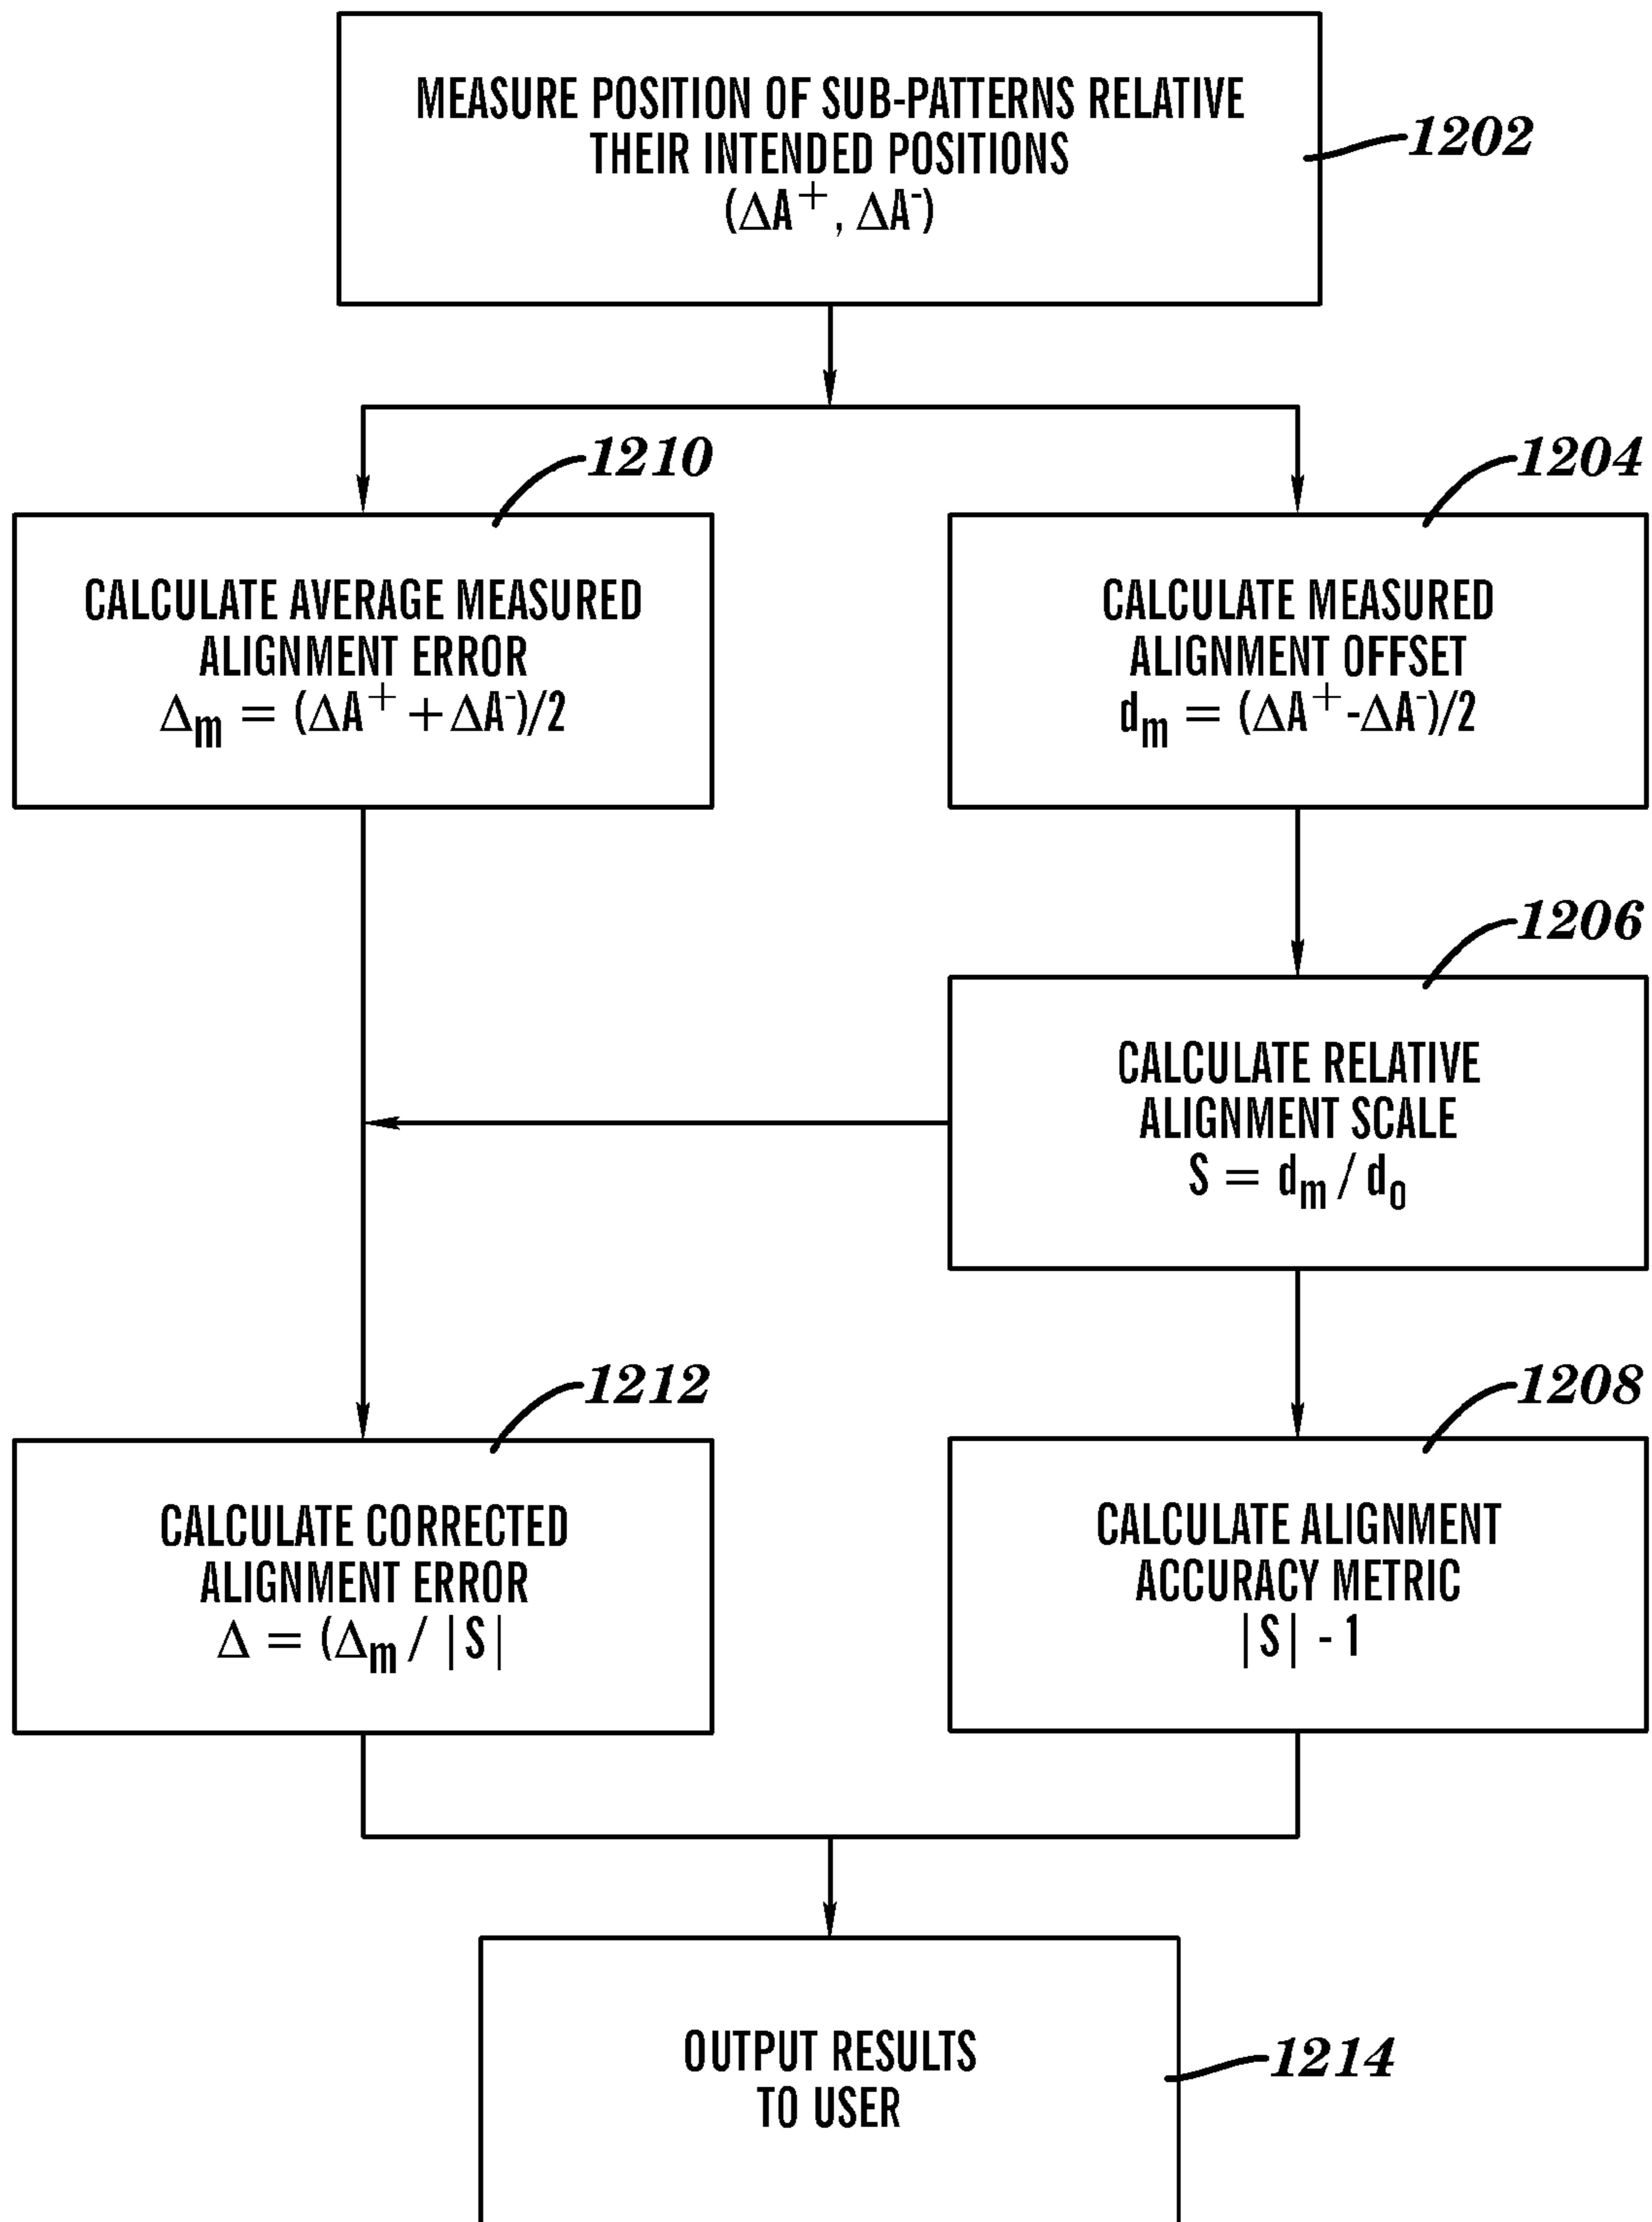 MEASURE POSITION OF SUB-PATTERNS RELATIVE
THEIR INTENDED POSITIONS
(ΔA⁺, ΔA⁻)
1202
1210
CALCULATE AVERAGE MEASURED
ALIGNMENT ERROR
Δm = (ΔA⁺ + ΔA⁻)/2
1204
CALCULATE MEASURED
ALIGNMENT OFFSET
dm = (ΔA⁺-ΔA⁻)/2
1206
CALCULATE RELATIVE
ALIGNMENT SCALE
S = dm / do
1212
CALCULATE CORRECTED
ALIGNMENT ERROR
Δ = (Δm / |S|
1208
CALCULATE ALIGNMENT
ACCURACY METRIC
|S| - 1
OUTPUT RESULTS
TO USER
1214